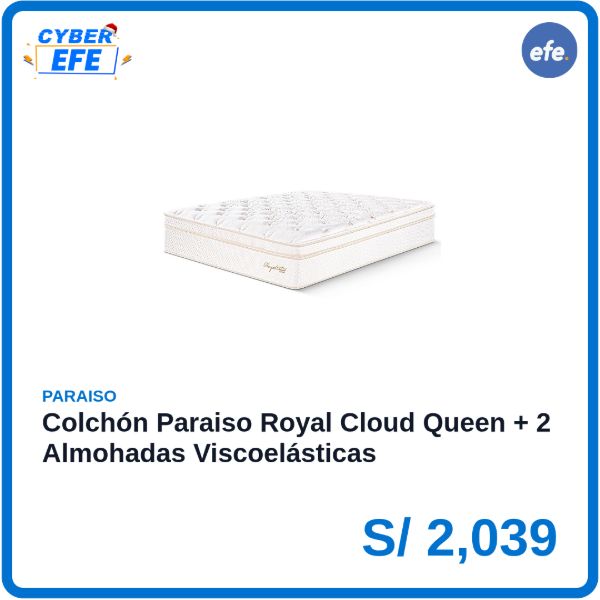 CYBER
EFE
efe.
PARAISO
Colchón Paraiso Royal Cloud Queen + 2
Almohadas Viscoelásticas
S/ 2,039